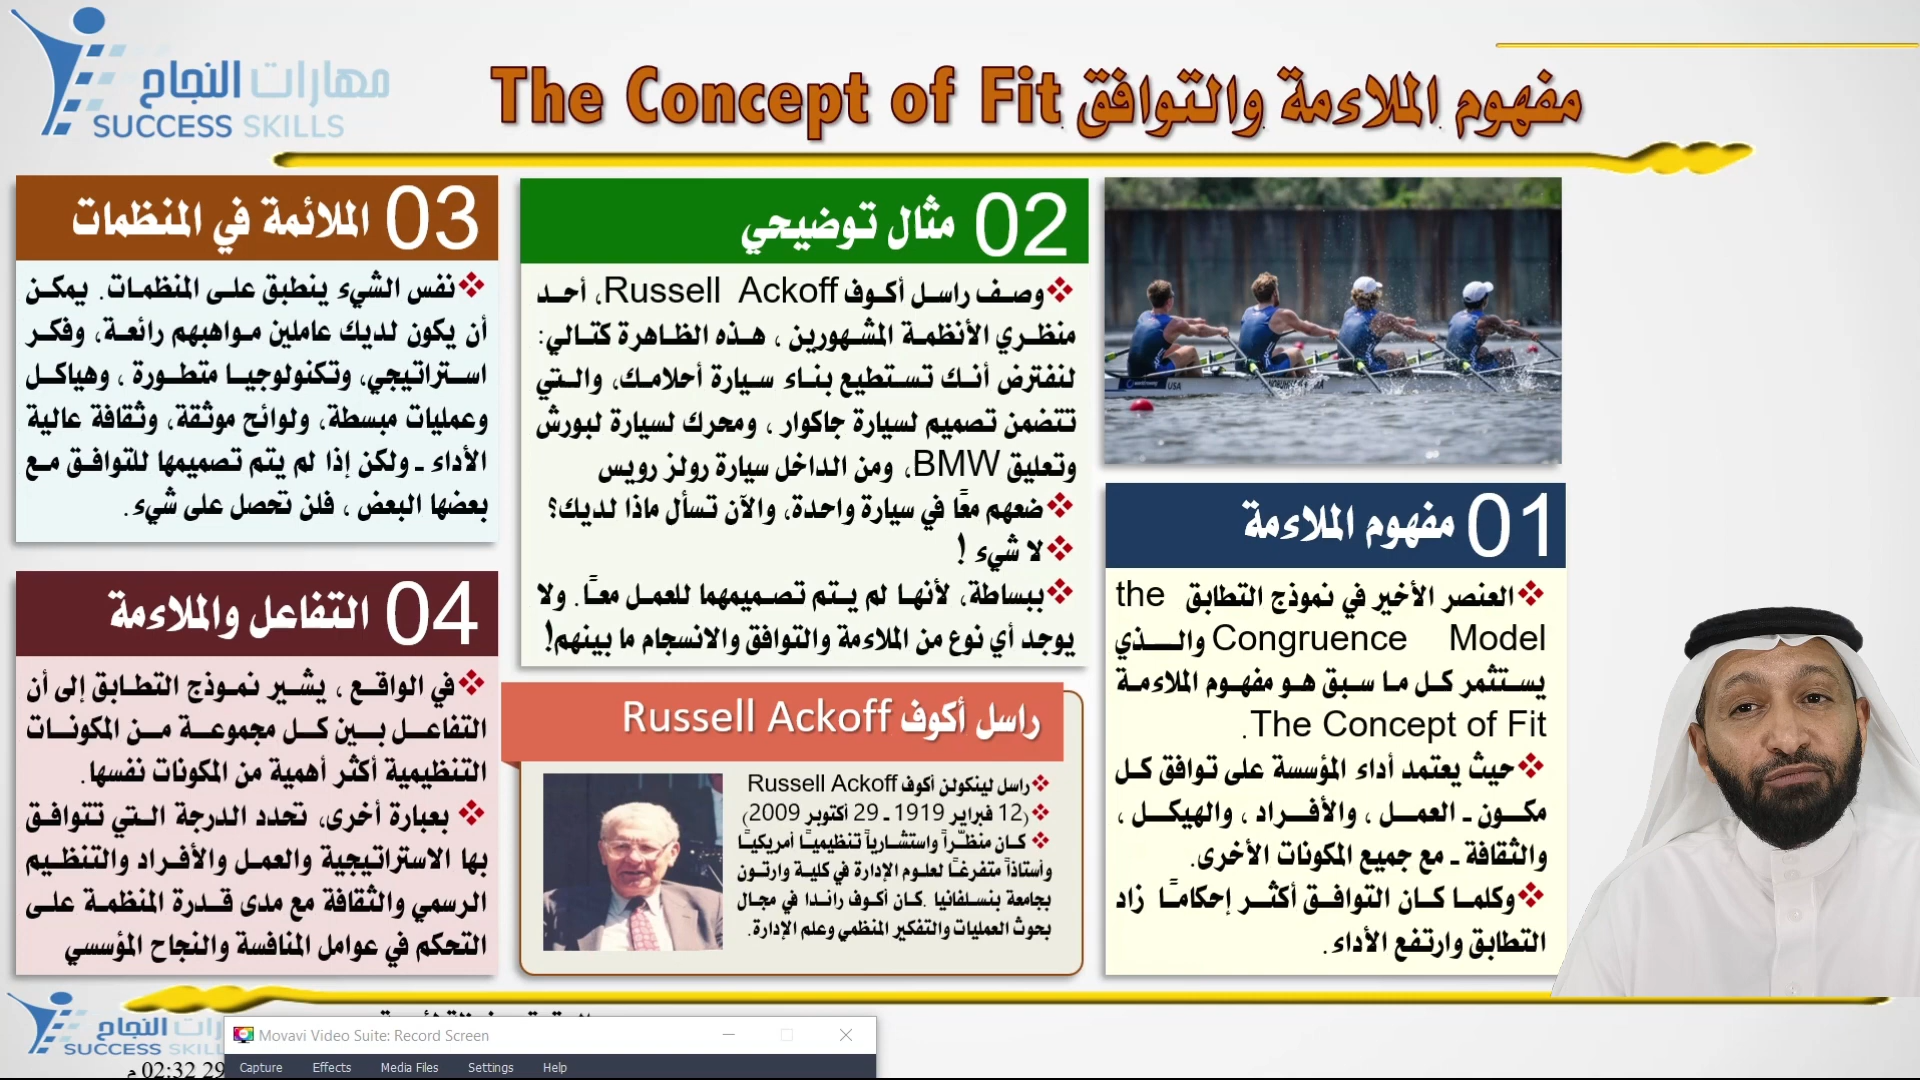 مهارات النجاح
SUCCESS SKILLS
مفهوم الملاءمة والتوافق The Concept of Fit
USA
01 مفهوم الملاءمة
العنصر الأخير في نموذج التطابق the
Congruence Model والـذي
يستثمر كل ما سبق هو مفهوم الملاءمة
The Concept of Fit.
حيث يعتمد أداء المؤسسة على توافق كل
مكون ـ العمل ، والأفراد ، والهيكل ،
والثقافة ـ مع جميع المكونات الأخرى.
وكلما كان التوافق أكثر إحكامًا زاد
التطابق وارتفع الأداء.
02 مثال توضيحي
وصف راسل أكوف Russell Ackoff، أحد
منظري الأنظمة المشهورين ، هذه الظاهرة كتالي:
لنفترض أنك تستطيع بناء سيارة أحلامك، والتي
تتضمن تصميم لسيارة جاكوار ، ومحرك لسيارة لبورش
وتعليق BMW، ومن الداخل سيارة رولز رويس
ضعهم معًا في سيارة واحدة، والآن تسأل ماذا لديك؟
لا شيء !
ببساطة، لأنها لم يتم تصميمهما للعمل معًا. ولا
يوجد أي نوع من الملاءمة والتوافق والانسجام ما بينهم!
راسل أكوف Russell Ackoff
راسل لينكولن أكوف Russell Ackoff
(12 فبراير 1919 ـ 29 أكتوبر 2009)
كان منظّراً واستشارياً تنظيمياً أمريكياً
وأستاذاً متفرغاً لعلوم الإدارة في كلية وارتون
بجامعة بنسلفانيا .كان أكوف راندا في مجال
بحوث العمليات والتفكير المنظمي وعلم الإدارة.
03 الملائمة في المنظمات
نفس الشيء ينطبق على المنظمات. يمكن
أن يكون لديك عاملين مواهبهم رائعة، وفكر
استراتيجي، وتكنولوجيا متطورة ، وهياكل
وعمليات مبسطة، ولوائح موثقة، وثقافة عالية
الأداء ـ ولكن إذا لم يتم تصميمها للتوافق مع
بعضها البعض ، فلن تحصل على شيء.
04 التفاعل والملاءمة
في الواقع ، يشير نموذج التطابق إلى أن
التفاعل بين كل مجموعة من المكونات
التنظيمية أكثر أهمية من المكونات نفسها.
بعبارة أخرى، تحدد الدرجة التي تتوافق
بها الاستراتيجية والعمل والأفراد والتنظيم
الرسمي والثقافة مع مدى قدرة المنظمة على
التحكم في عوامل المنافسة والنجاح المؤسسي
النجاح
SUCCESS
02:32 29 م
Movavi Video Suite: Record Screen
Capture Effects Media Files Settings Help